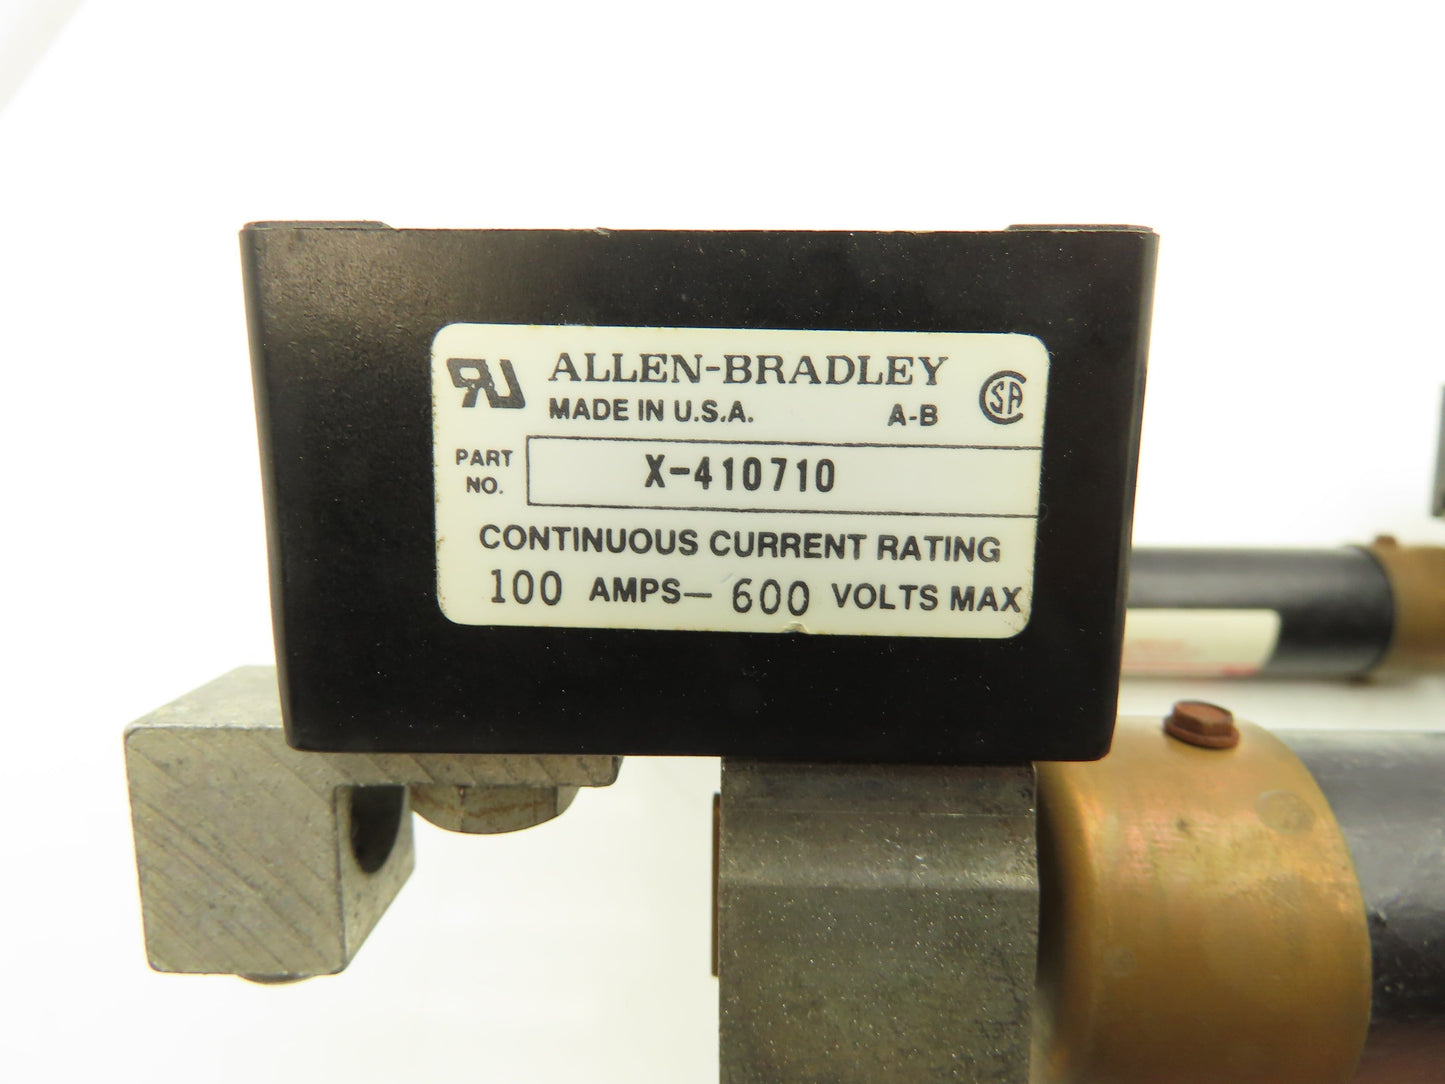 ALLEN-BRADLEY
MADE IN U.S.A. A-B
PART NO. X-410710
CONTINUOUS CURRENT RATING
100 AMPS— 600 VOLTS MAX